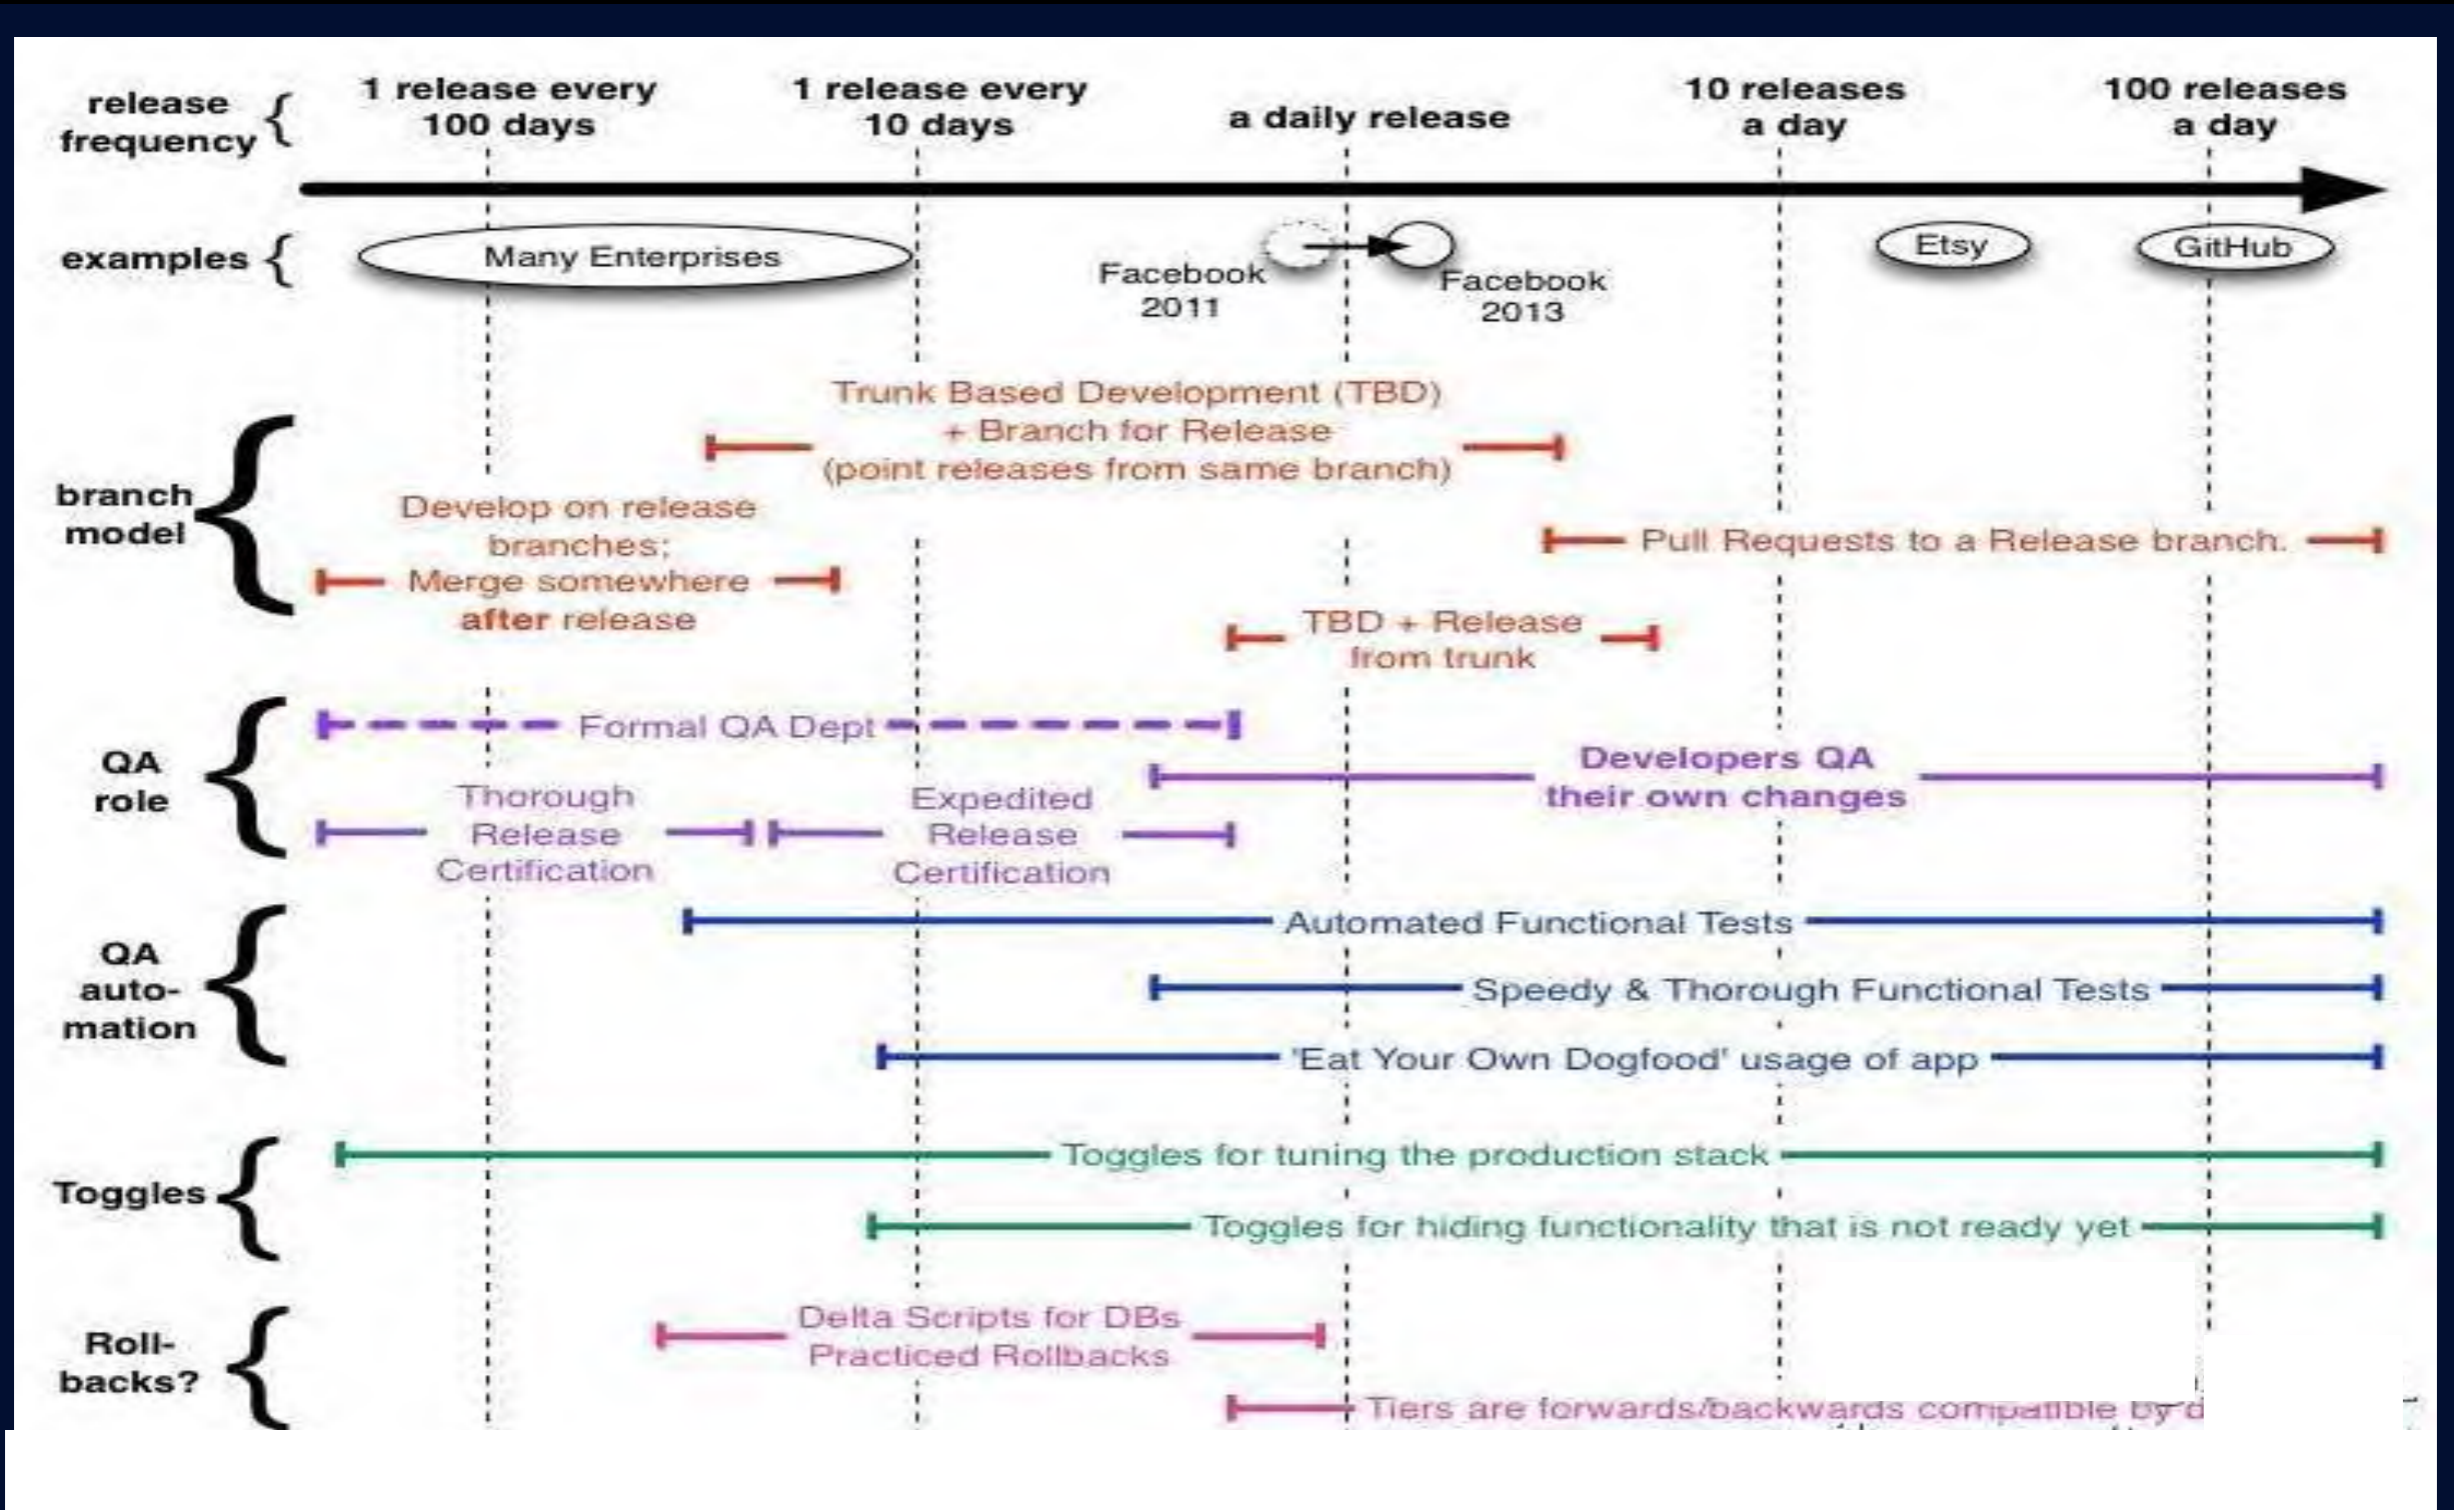 release
frequency
1 release every
100 days
1 release every
10 days
a daily release
10 releases
a day
100 releases
a day
examples
Many Enterprises
Facebook
2011
Facebook
2013
Etsy
GitHub
branch
model
Trunk Based Development (TBD)
+ Branch for Release
(point releases from same branch)
Develop on release
branches;
Merge somewhere
after release
Pull Requests to a Release branch.
TBD + Release
from trunk
QA
role
Formal QA Dept
Developers QA
their own changes
Thorough
Release
Certification
Expedited
Release
Certification
QA
auto-
mation
Automated Functional Tests
Speedy & Thorough Functional Tests
'Eat Your Own Dogfood' usage of app
Toggles
Toggles for tuning the production stack
Toggles for hiding functionality that is not ready yet
Roll-
backs?
Delta Scripts for DBs
Practiced Rollbacks
Tiers are forwards/backwards compatible by